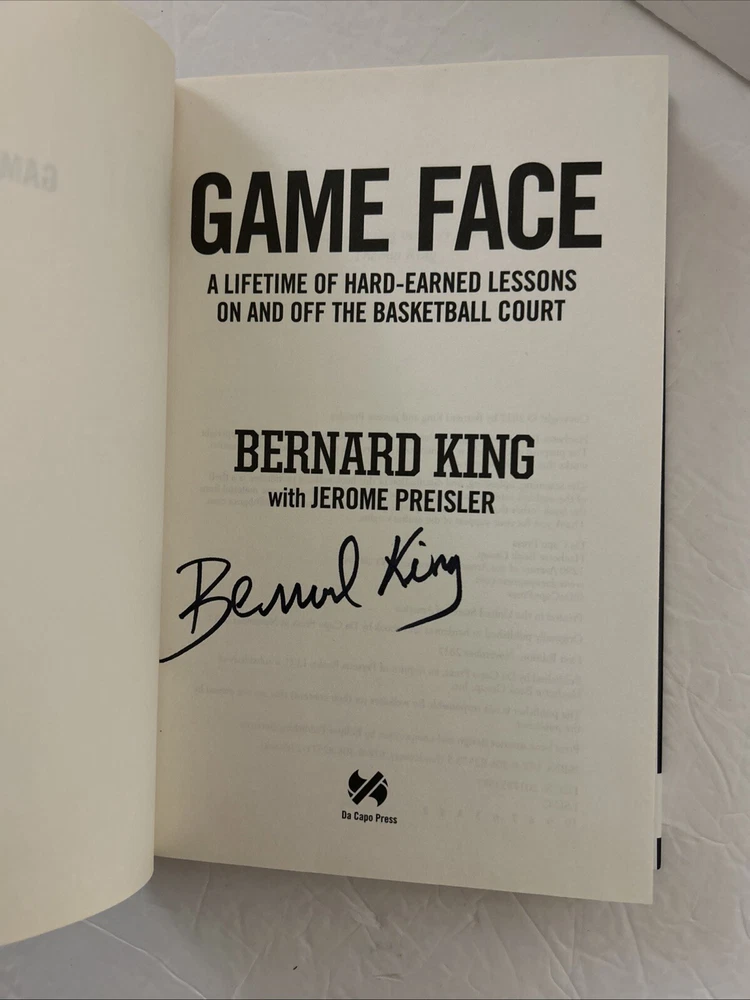 GAME FACE
A LIFETIME OF HARD-EARNED LESSONS
ON AND OFF THE BASKETBALL COURT
BERNARD KING
with JEROME PREISLER
Bernard King
Da Capo Press